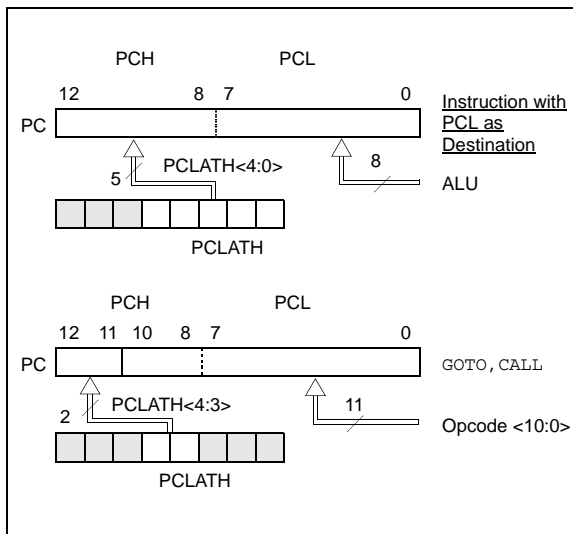 PCH PCL
12 8 7 0
PC
Instruction with
PCL as
Destination
PCLATH<4:0>
5
8
ALU
PCLATH
PCH PCL
12 11 10 8 7 0
PC
GOTO, CALL
PCLATH<4:3>
2
11
Opcode <10:0>
PCLATH